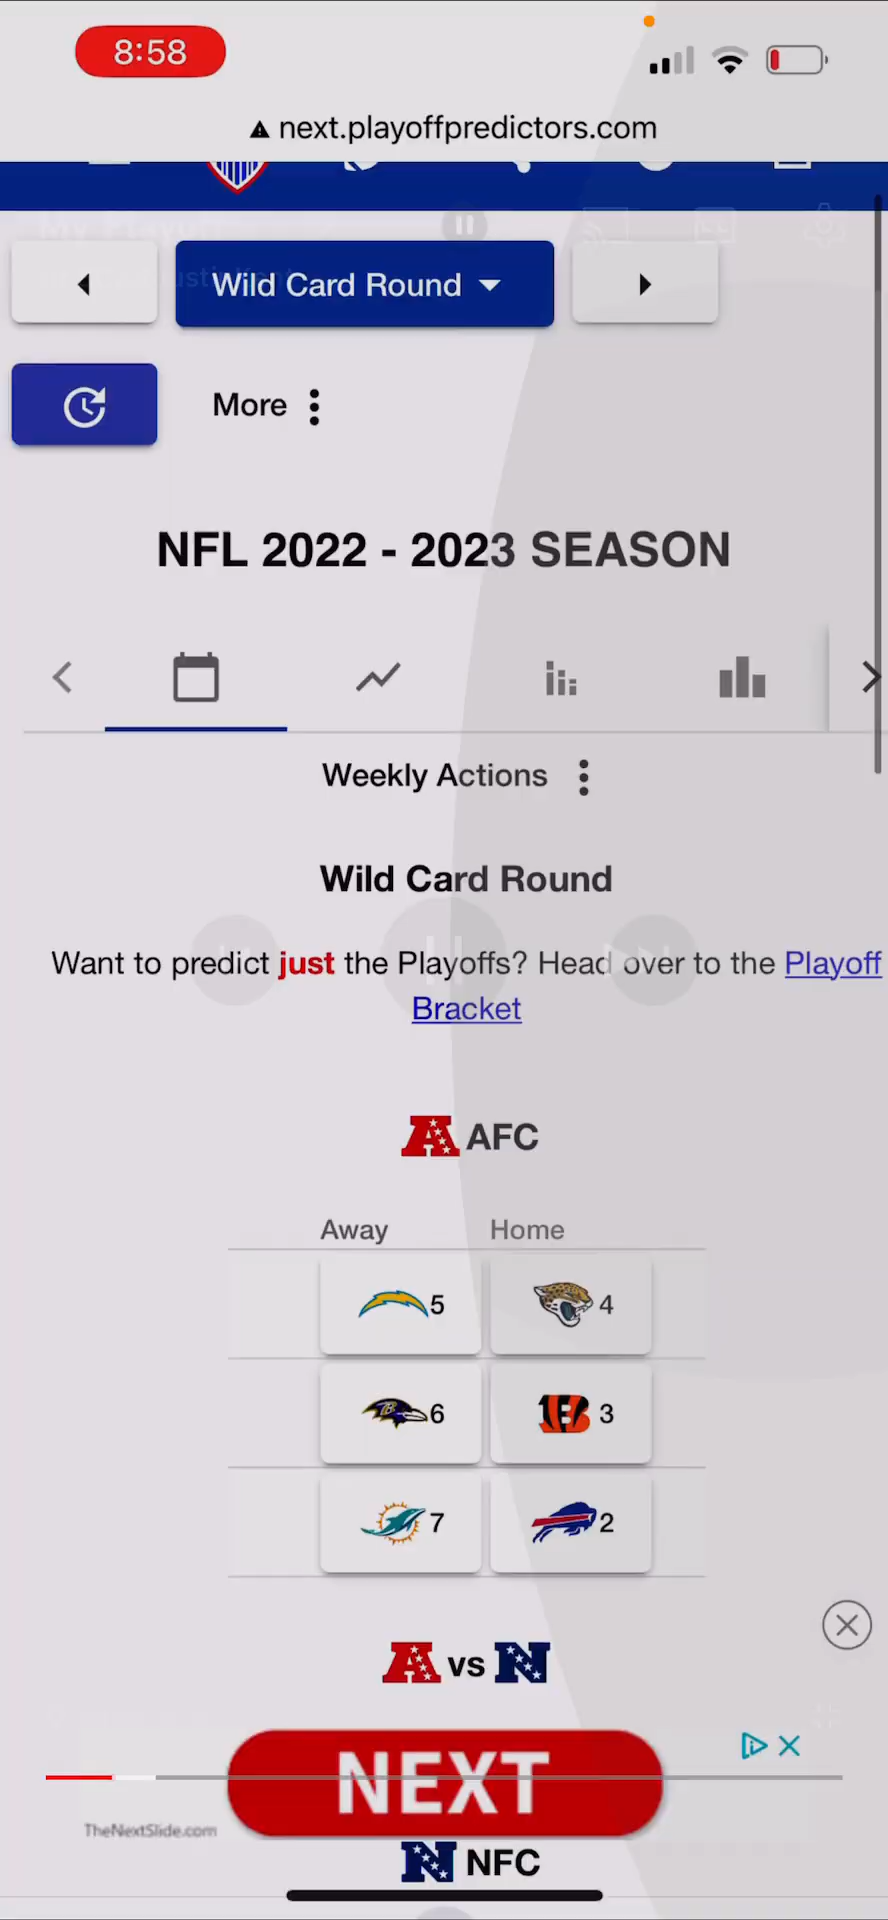 8:58
next.playoffpredictors.com
Wild Card Round
More
NFL 2022 - 2023 SEASON
Weekly Actions
Wild Card Round
Want to predict just the Playoffs? Head over to the Playoff
Bracket
A AFC
Away Home
5 4
6 3
7 2
A vs N
NEXT
TheNextSlide.com
N NFC